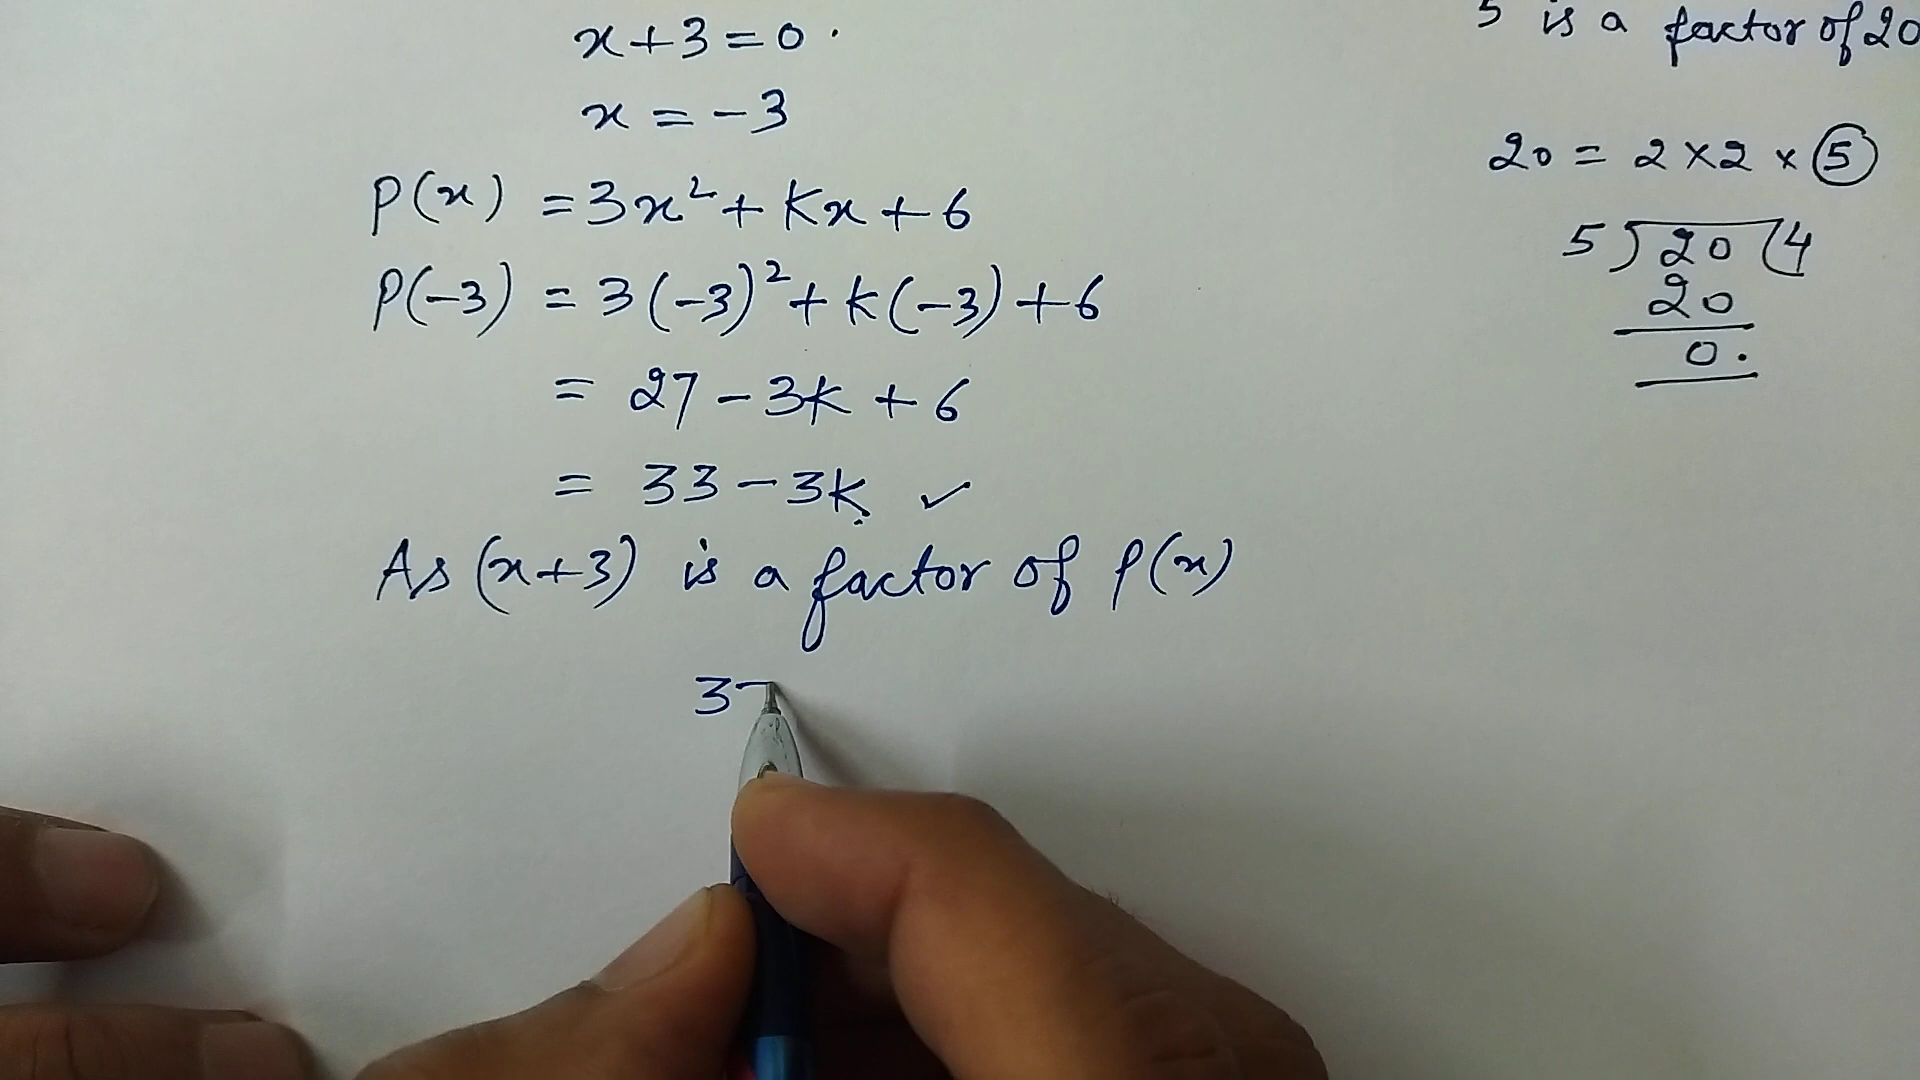 x+3=0.
x = -3
P(x) = 3x²+ Kx + 6
P(-3) = 3(-3)²+ k(-3)+6
= 27 - 3k + 6
= 33 - 3k ✓
As (x+3) is a factor of P(x)
3
5 is a factor of 20
20 = 2 × 2 × 5
5)20(4
20
0.